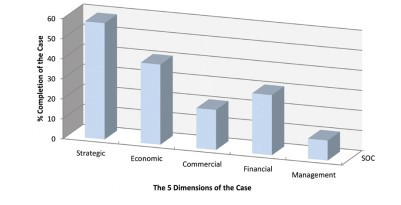 60
50
40
30
20
10
0
% Completion of the Case
Strategic
Economic
Commercial
Financial
Management
SOC
The 5 Dimensions of the Case